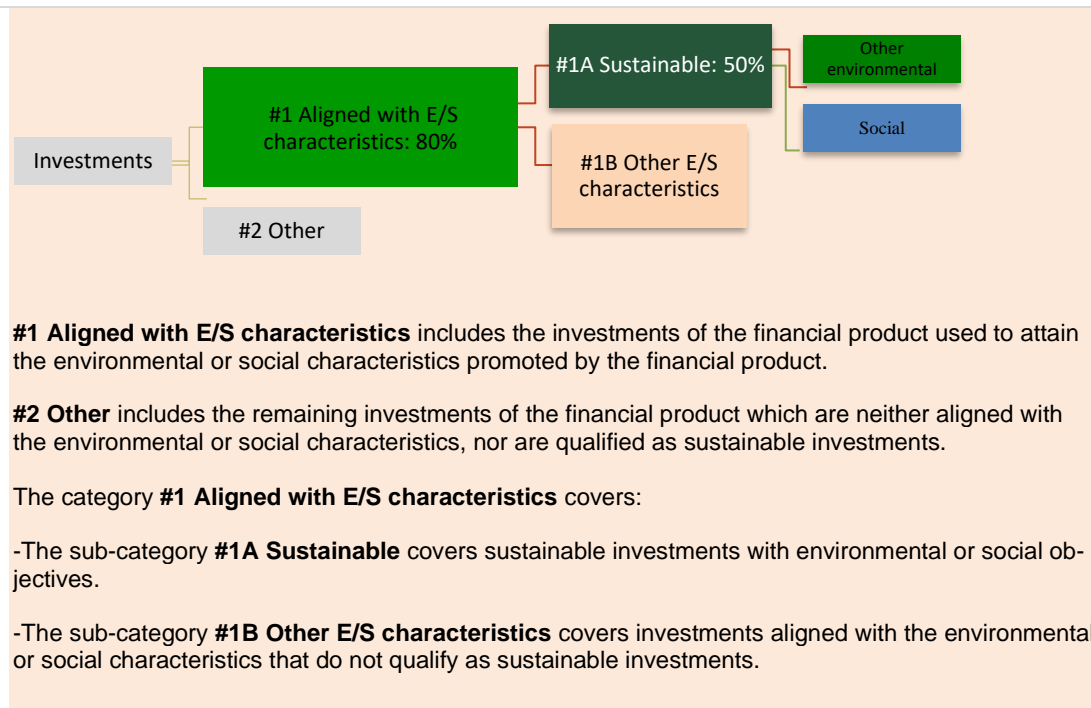 Investments
#1 Aligned with E/S
characteristics: 80%
#2 Other
#1A Sustainable: 50%
#1B Other E/S
characteristics
Other
environmental
Social
#1 Aligned with E/S characteristics includes the investments of the financial product used to attain
the environmental or social characteristics promoted by the financial product.
#2 Other includes the remaining investments of the financial product which are neither aligned with
the environmental or social characteristics, nor are qualified as sustainable investments.
The category #1 Aligned with E/S characteristics covers:
-The sub-category #1A Sustainable covers sustainable investments with environmental or social ob-
jectives.
-The sub-category #1B Other E/S characteristics covers investments aligned with the environmental
or social characteristics that do not qualify as sustainable investments.